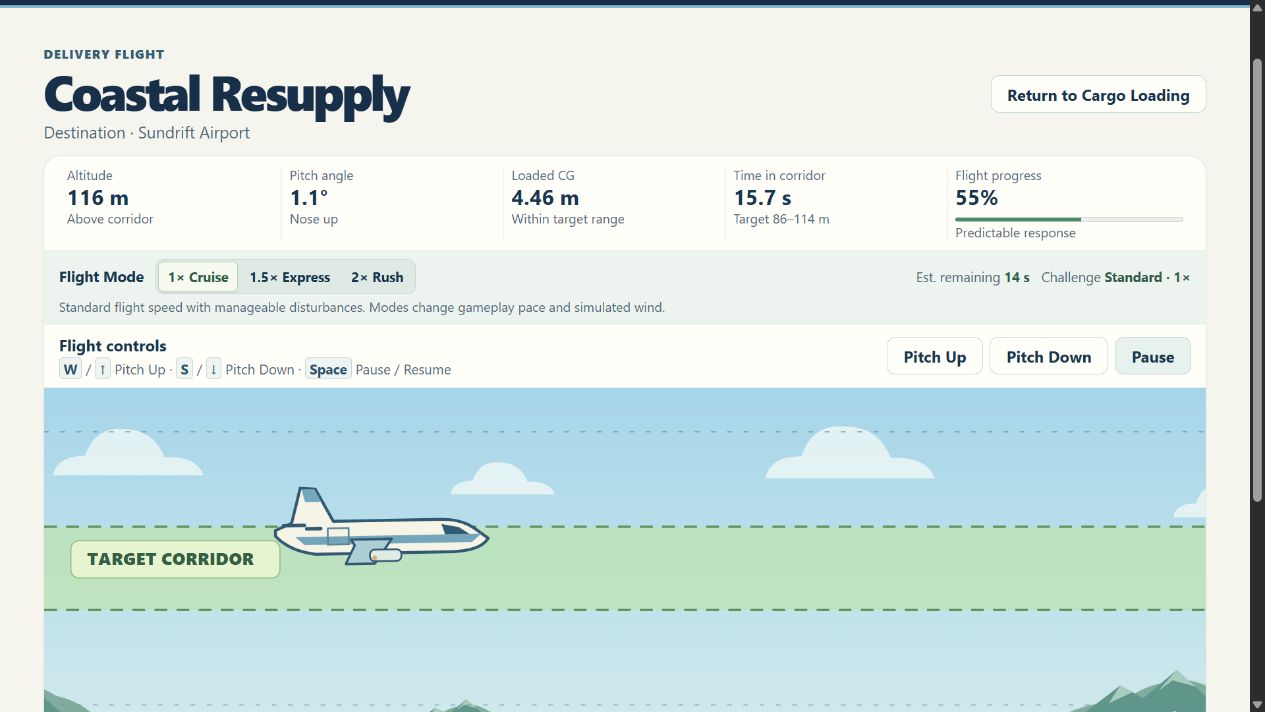 DELIVERY FLIGHT
Coastal Resupply
Return to Cargo Loading
Destination · Sundrift Airport
Altitude
116 m
Above corridor
Pitch angle
1.1°
Nose up
Loaded CG
4.46 m
Within target range
Time in corridor
15.7 s
Target 86–114 m
Flight progress
55%
Predictable response
Flight Mode 1× Cruise 1.5× Express 2× Rush
Est. remaining 14 s Challenge Standard · 1×
Standard flight speed with manageable disturbances. Modes change gameplay pace and simulated wind.
Flight controls
W / ↑ Pitch Up · S / ↓ Pitch Down · Space Pause / Resume
Pitch Up Pitch Down Pause
TARGET CORRIDOR